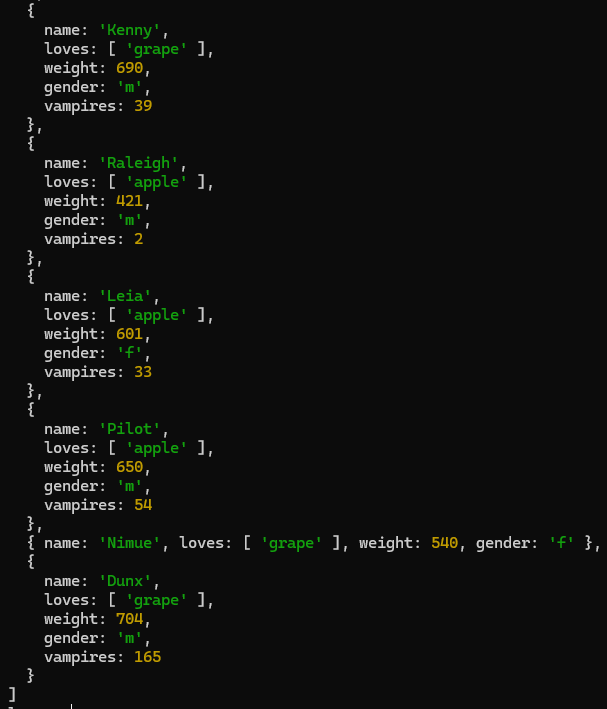 {
name: 'Kenny',
loves: [ 'grape' ],
weight: 690,
gender: 'm',
vampires: 39
},
{
name: 'Raleigh',
loves: [ 'apple' ],
weight: 421,
gender: 'm',
vampires: 2
},
{
name: 'Leia',
loves: [ 'apple' ],
weight: 601,
gender: 'f',
vampires: 33
},
{
name: 'Pilot',
loves: [ 'apple' ],
weight: 650,
gender: 'm',
vampires: 54
},
{ name: 'Nimue', loves: [ 'grape' ], weight: 540, gender: 'f' },
{
name: 'Dunx',
loves: [ 'grape' ],
weight: 704,
gender: 'm',
vampires: 165
}
]